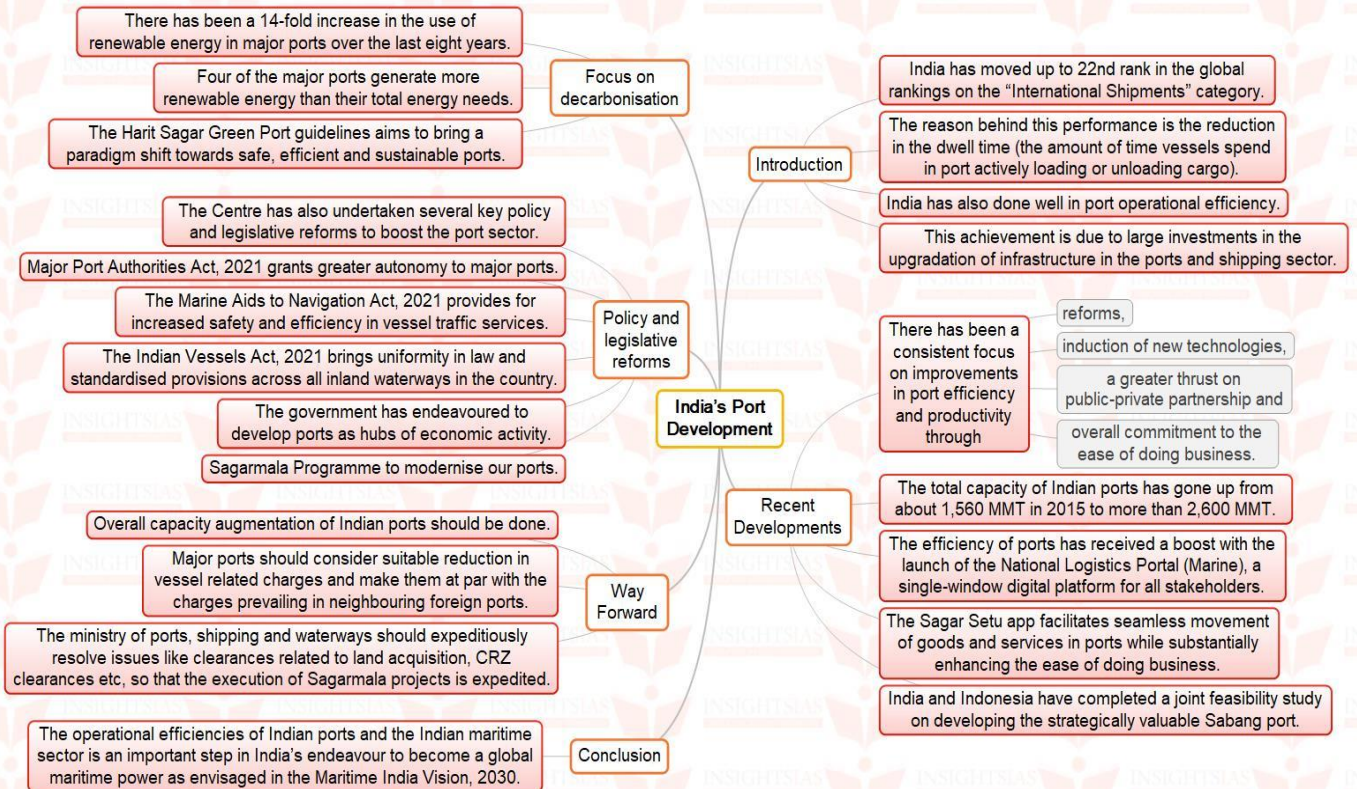 India's Port
Development
Introduction
India has moved up to 22nd rank in the global
rankings on the “International Shipments” category.
The reason behind this performance is the reduction
in the dwell time (the amount of time vessels spend
in port actively loading or unloading cargo).
India has also done well in port operational efficiency.
This achievement is due to large investments in the
upgradation of infrastructure in the ports and shipping sector.
Recent
Developments
There has been a
consistent focus
on improvements
in port efficiency
and productivity
through
reforms,
induction of new technologies,
a greater thrust on
public-private partnership and
overall commitment to the
ease of doing business.
The total capacity of Indian ports has gone up from
about 1,560 MMT in 2015 to more than 2,600 MMT.
The efficiency of ports has received a boost with the
launch of the National Logistics Portal (Marine), a
single-window digital platform for all stakeholders.
The Sagar Setu app facilitates seamless movement
of goods and services in ports while substantially
enhancing the ease of doing business.
India and Indonesia have completed a joint feasibility study
on developing the strategically valuable Sabang port.
Focus on
decarbonisation
There has been a 14-fold increase in the use of
renewable energy in major ports over the last eight years.
Four of the major ports generate more
renewable energy than their total energy needs.
The Harit Sagar Green Port guidelines aims to bring a
paradigm shift towards safe, efficient and sustainable ports.
Policy and
legislative
reforms
The Centre has also undertaken several key policy
and legislative reforms to boost the port sector.
Major Port Authorities Act, 2021 grants greater autonomy to major ports.
The Marine Aids to Navigation Act, 2021 provides for
increased safety and efficiency in vessel traffic services.
The Indian Vessels Act, 2021 brings uniformity in law and
standardised provisions across all inland waterways in the country.
The government has endeavoured to
develop ports as hubs of economic activity.
Sagarmala Programme to modernise our ports.
Way
Forward
Overall capacity augmentation of Indian ports should be done.
Major ports should consider suitable reduction in
vessel related charges and make them at par with the
charges prevailing in neighbouring foreign ports.
The ministry of ports, shipping and waterways should expeditiously
resolve issues like clearances related to land acquisition, CRZ
clearances etc, so that the execution of Sagarmala projects is expedited.
Conclusion
The operational efficiencies of Indian ports and the Indian maritime
sector is an important step in India's endeavour to become a global
maritime power as envisaged in the Maritime India Vision, 2030.
INSIGHTSIAS